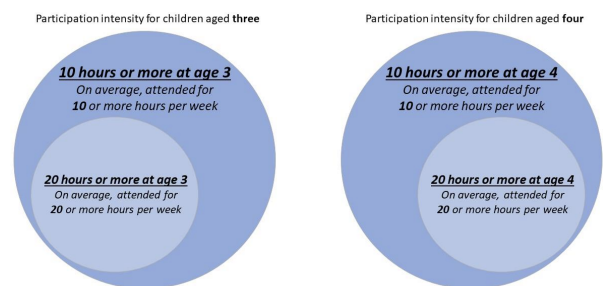 Participation intensity for children aged three
10 hours or more at age 3
On average, attended for
10 or more hours per week
20 hours or more at age 3
On average, attended for
20 or more hours per week
Participation intensity for children aged four
10 hours or more at age 4
On average, attended for
10 or more hours per week
20 hours or more at age 4
On average, attended for
20 or more hours per week